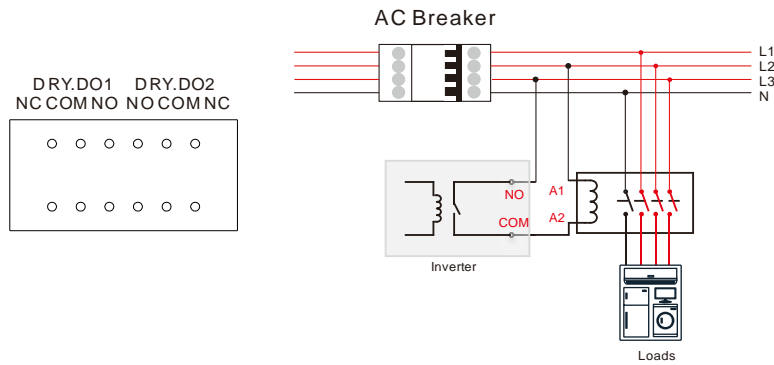 AC Breaker
L1
L2
L3
N
DRY.DO1 DRY.DO2
NC COM NO NO COM NC
NO
COM
A1
A2
Inverter
Loads